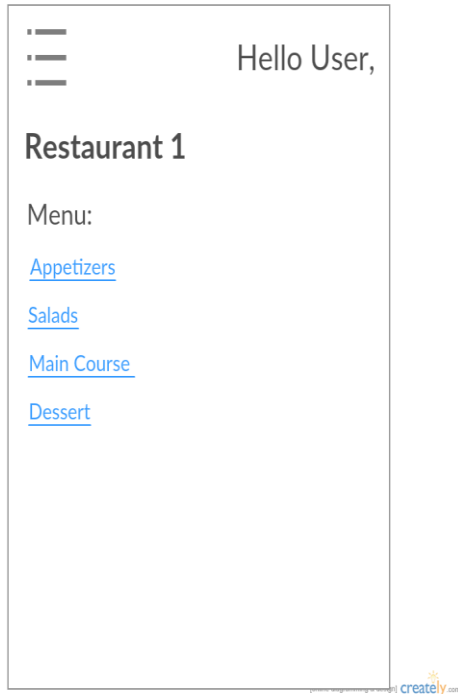 Hello User,
Restaurant 1
Menu:
Appetizers
Salads
Main Course
Dessert
creately